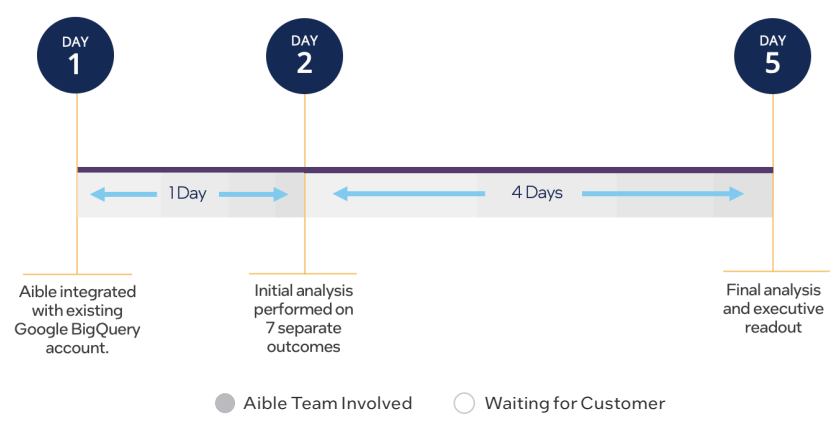 DAY
1
DAY
2
DAY
5
1 Day
4 Days
Aible integrated
with existing
Google BigQuery
account.
Initial analysis
performed on
7 separate
outcomes
Final analysis
and executive
readout
Aible Team Involved
Waiting for Customer